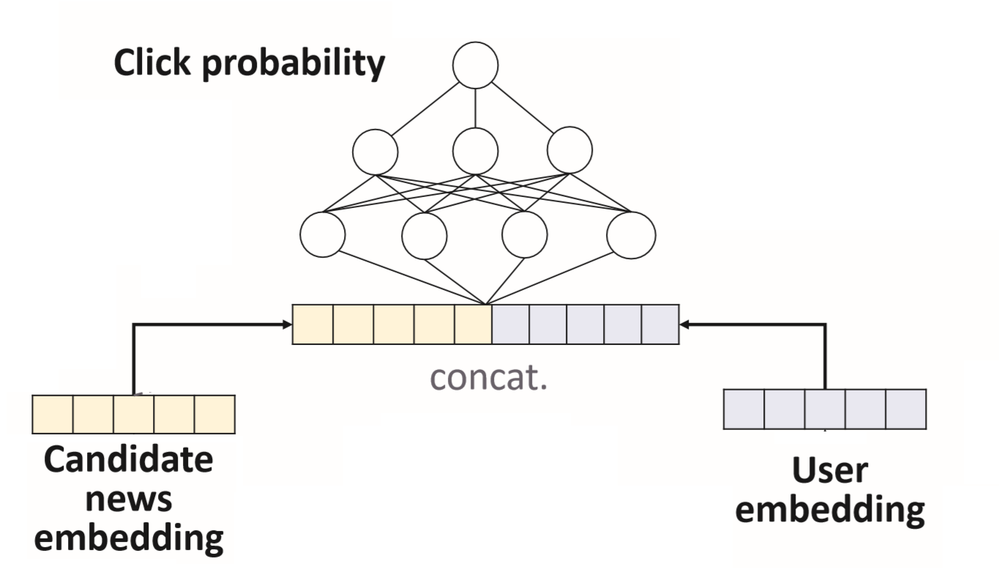 Click probability
concat.
Candidate
news
embedding
User
embedding